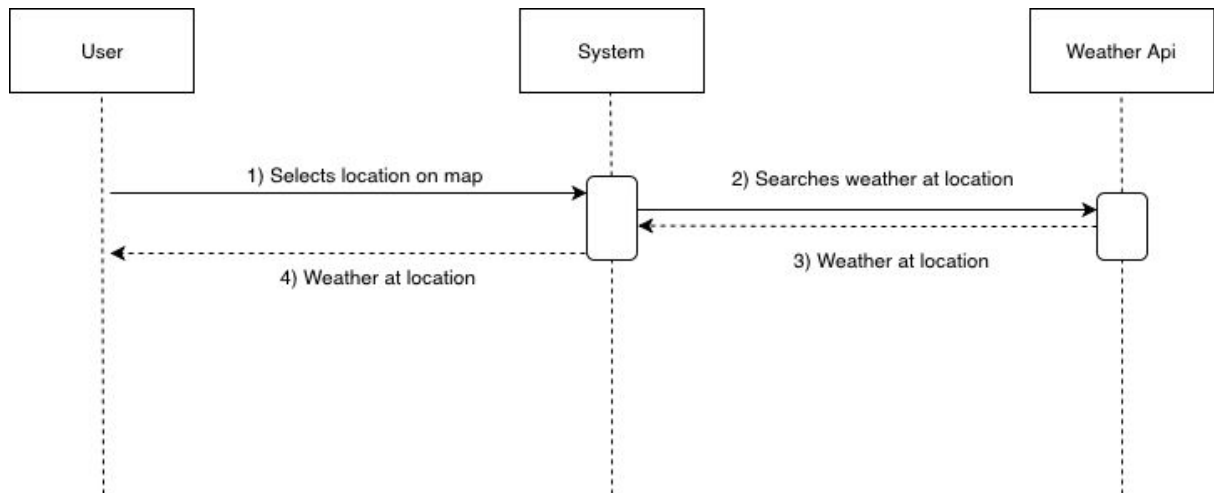 User
System
Weather Api
1) Selects location on map
2) Searches weather at location
3) Weather at location
4) Weather at location